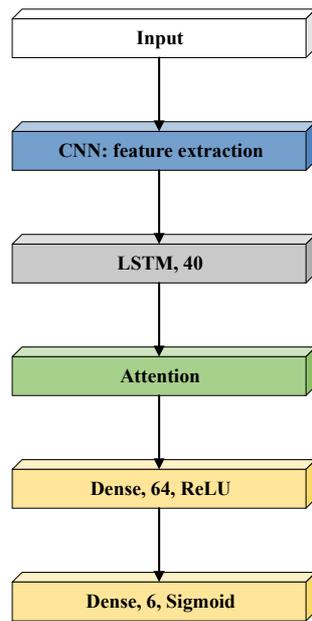 Input
CNN: feature extraction
LSTM, 40
Attention
Dense, 64, ReLU
Dense, 6, Sigmoid